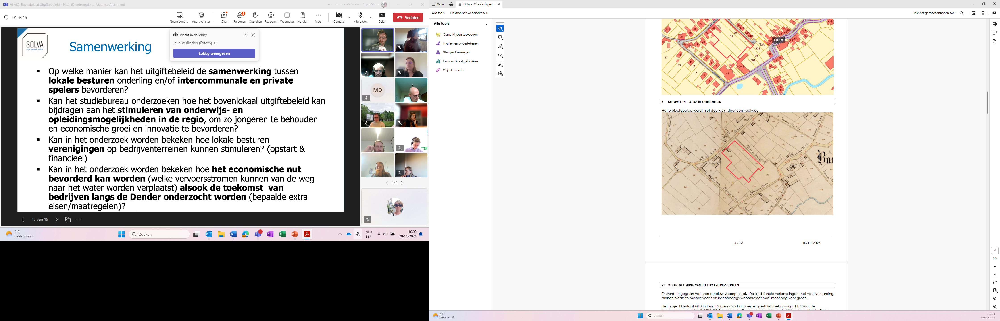 VLAIO: Bovenlokaal Uitgiftebeleid - Pitch (Denderregio en Vlaamse Ardennen)
Gemeentebestuur Erpe-Mere
01:03:16
Neem contr...
Apart venster
Chat
2
Personen
Opsteken
Reageren
Weergave
Notulen
Meer
Camera
Microfoon
Delen
Verlaten
SOLVA
Samenwerking
Wacht in de lobby
Jelle Verlinden (Extern) +1
Lobby weergeven
▪ Op welke manier kan het uitgiftebeleid de samenwerking tussen
lokale besturen onderling en/of intercommunale en private
spelers bevorderen?
▪ Kan het studiebureau onderzoeken hoe het bovenlokaal uitgiftebeleid kan
bijdragen aan het stimuleren van onderwijs- en
opleidingsmogelijkheden in de regio, om zo jongeren te behouden
en economische groei en innovatie te bevorderen?
▪ Kan in het onderzoek worden bekeken hoe lokale besturen
verenigingen op bedrijventerreinen kunnen stimuleren? (opstart &
financieel)
▪ Kan in het onderzoek worden bekeken hoe het economische nut
bevorderd kan worden (welke vervoersstromen kunnen van de weg
naar het water worden verplaatst) alsook de toekomst van
bedrijven langs de Dender onderzocht worden (bepaalde extra
eisen/maatregelen)?
MD
1/2
17 van 19
4°C
Deels zonnig
Zoeken
NLD
BEP
10:00
20/11/2024
Menu
Bijlage 2: volledig uit...
Alle tools
Elektronisch ondertekenen
Tekst of gereedschappen zoe...
Alle tools
Opmerkingen toevoegen
Invullen en ondertekenen
Stempel toevoegen
Een certificaat gebruiken
Objecten meten
100,0 m
F. BUURTWEGEN – ATLAS DER BUURTWEGEN
Het projectgebied wordt niet doorkruist door een voetweg.
4 / 13
10/10/2024
G. VERANTWOORDING VAN HET VERKAVELINGSCONCEPT
Er wordt uitgegaan van een autoluw woonproject. De traditionele verkavelingen met veel verharding
dienen plaats te maken voor een hedendaags woonproject met meer oog voor groen.
Het project bestaat uit 38 loten. 16 loten voor halfopen en gesloten bebouwing, 1 lot voor de
4
13
4°C
Deels zonnig
Zoeken
10:00
20/11/2024